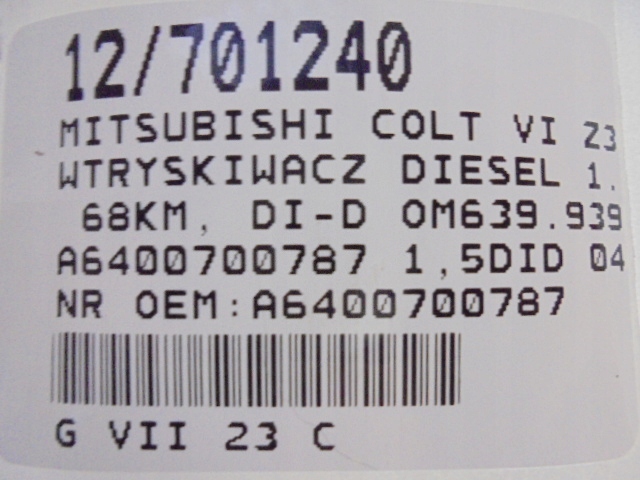 12/701240
MITSUBISHI COLT VI Z3
WTRYSKIWACZ DIESEL 1.
68KM, DI-D OM639.939
A6400700787 1,5DID 04
NR OEM:A6400700787
G VII 23 C